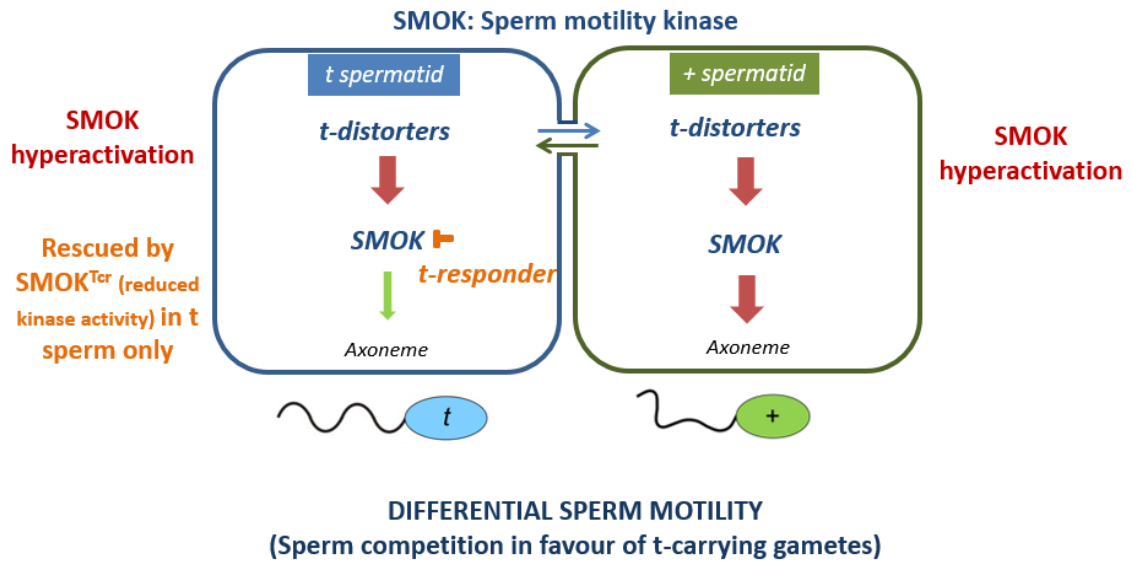 SMOK: Sperm motility kinase
t spermatid
+ spermatid
SMOK
hyperactivation
t-distorters
t-distorters
SMOK
hyperactivation
SMOK
SMOK
t-responder
Rescued by
SMOKTcr (reduced
kinase activity) in t
sperm only
Axoneme
Axoneme
t
+
DIFFERENTIAL SPERM MOTILITY
(Sperm competition in favour of t-carrying gametes)